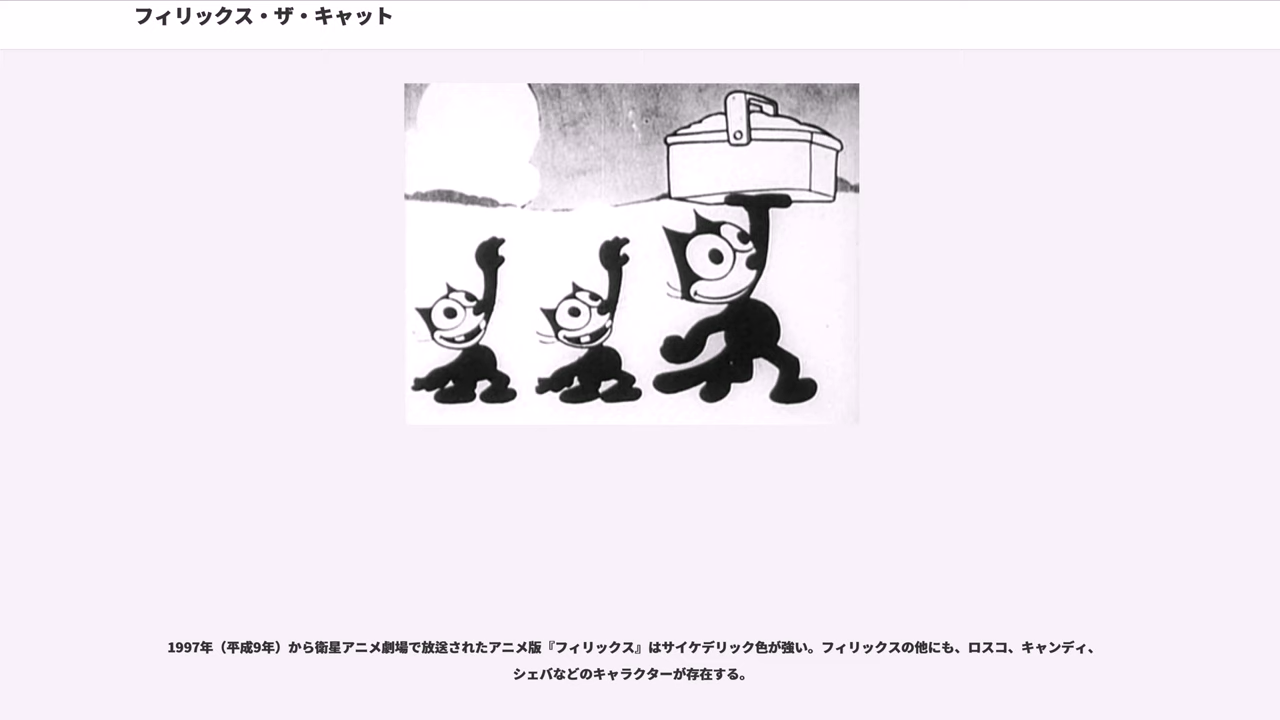 フィリックス・ザ・キャット
1997年（平成9年）から衛星アニメ劇場で放送されたアニメ版『フィリックス』はサイケデリック色が強い。フィリックスの他にも、ロスコ、キャンディ、
シェバなどのキャラクターが存在する。